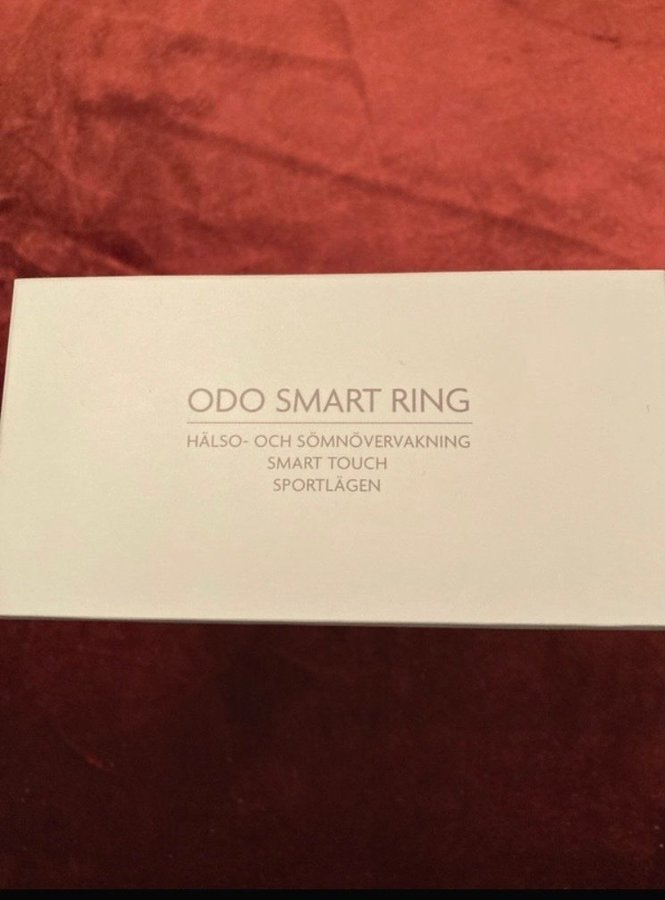 ODO SMART RING
HÄLSO- OCH SÖMNÖVERVAKNING
SMART TOUCH
SPORTLÄGEN